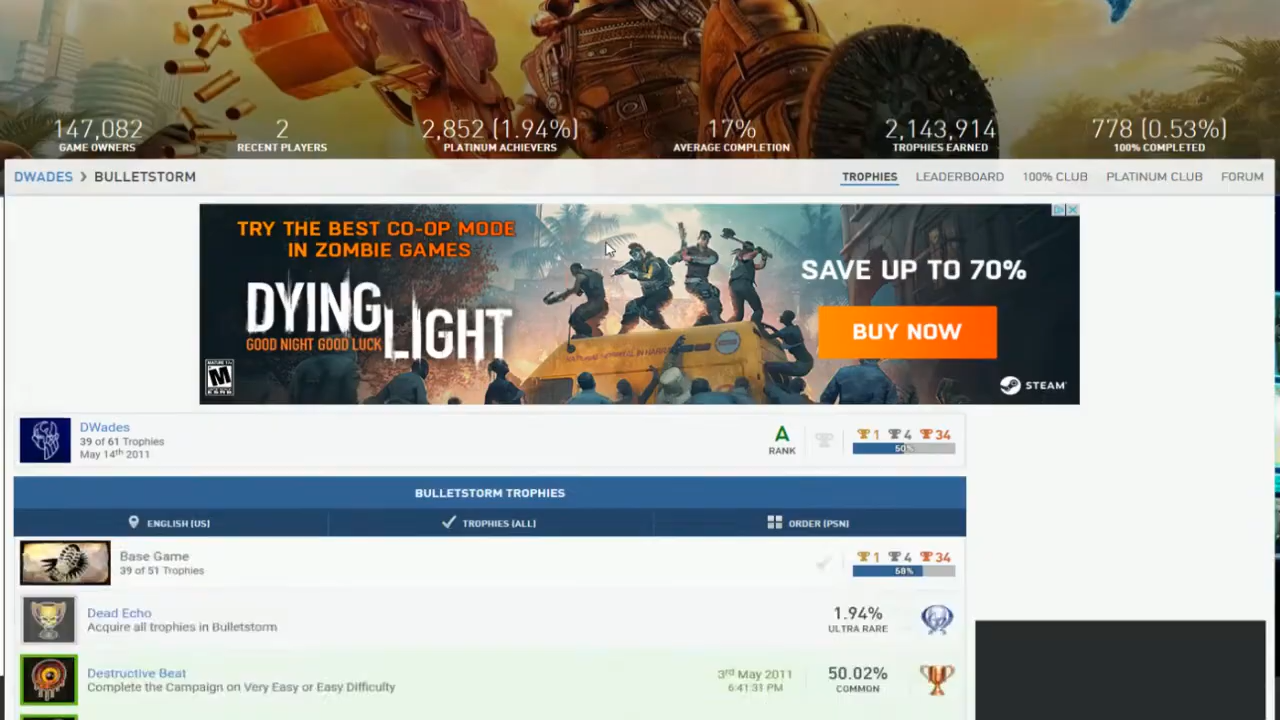 147,082
GAME OWNERS
2
RECENT PLAYERS
2,852 (1.94%)
PLATINUM ACHIEVERS
17%
AVERAGE COMPLETION
2,143,914
TROPHIES EARNED
778 (0.53%)
100% COMPLETED
DWADES > BULLETSTORM
TROPHIES LEADERBOARD 100% CLUB PLATINUM CLUB FORUM
TRY THE BEST CO-OP MODE
IN ZOMBIE GAMES
DYING LIGHT
GOOD NIGHT GOOD LUCK
M
SAVE UP TO 70%
BUY NOW
STEAM
DWades
39 of 61 Trophies
May 14th 2011
A
RANK
1 4 34
50%
BULLETSTORM TROPHIES
ENGLISH (US) TROPHIES (ALL) ORDER (PSN)
Base Game
39 of 51 Trophies
1 4 34
58%
Dead Echo
Acquire all trophies in Bulletstorm
1.94%
ULTRA RARE
Destructive Beat
Complete the Campaign on Very Easy or Easy Difficulty
3rd May 2011
6:41:31 PM
50.02%
COMMON